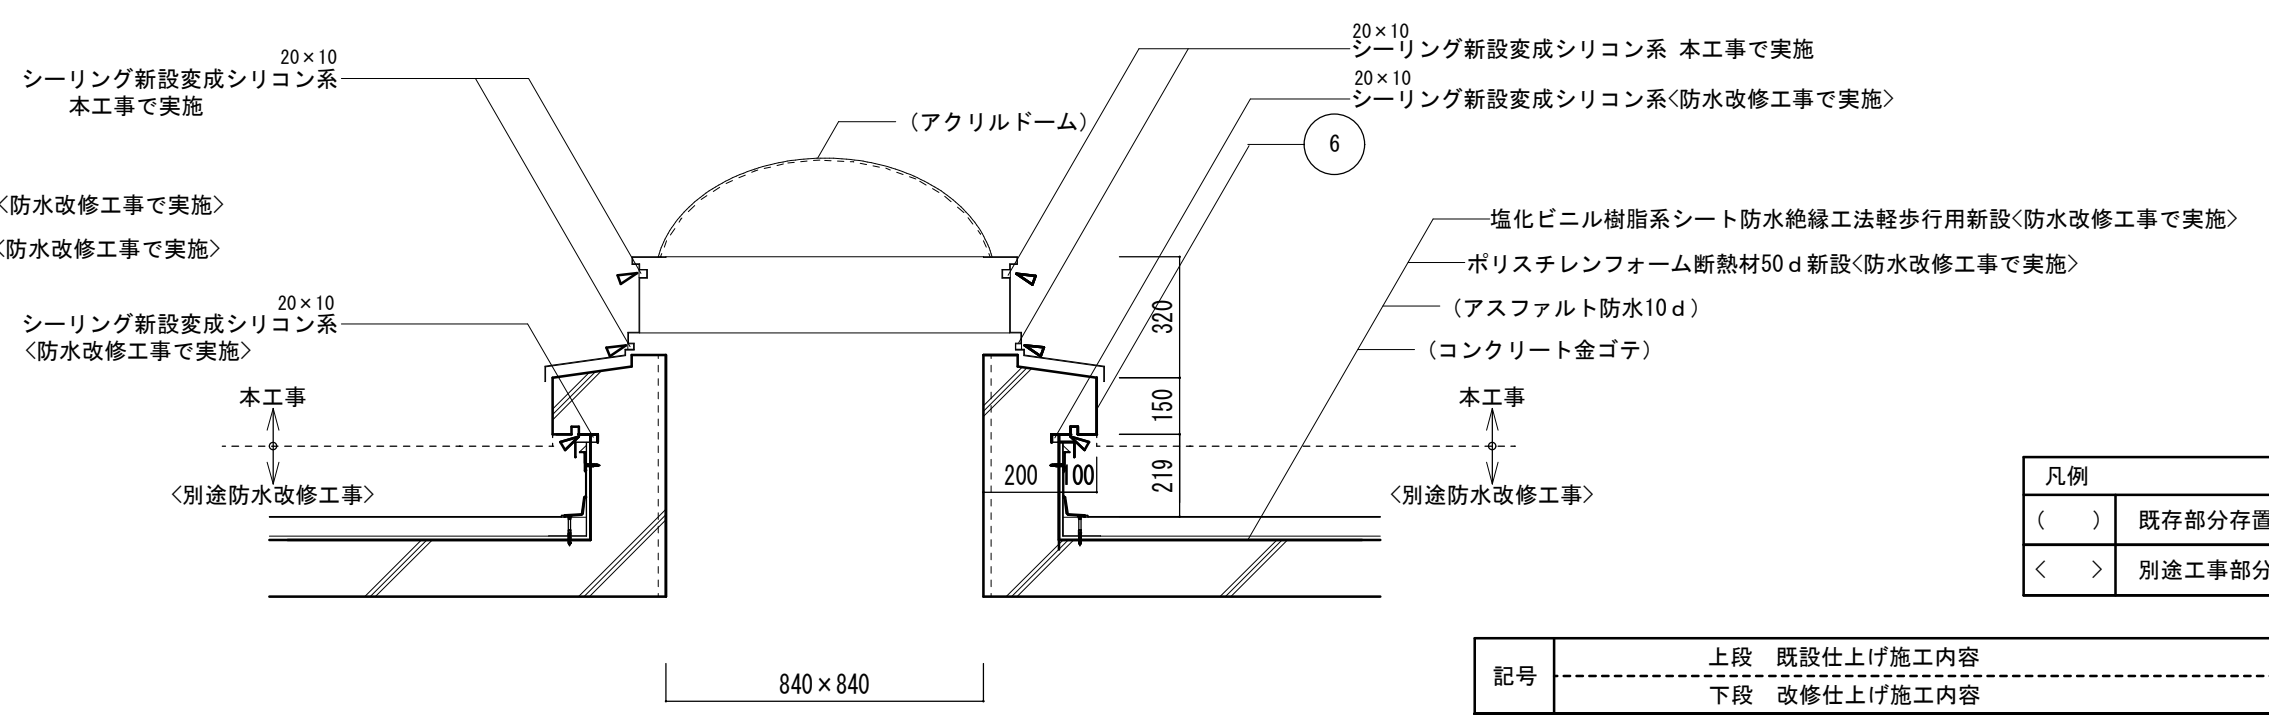 20×10
シーリング新設変成シリコン系
本工事で実施
20×10
シーリング新設変成シリコン系 本工事で実施
20×10
シーリング新設変成シリコン系<防水改修工事で実施>
(アクリルドーム)
6
<防水改修工事で実施>
<防水改修工事で実施>
塩化ビニル樹脂系シート防水絶縁工法軽歩行用新設<防水改修工事で実施>
ポリスチレンフォーム断熱材50ｄ新設<防水改修工事で実施>
(アスファルト防水10ｄ)
(コンクリート金ゴテ)
20×10
シーリング新設変成シリコン系
<防水改修工事で実施>
320
150
219
200
100
本工事
<別途防水改修工事>
本工事
<別途防水改修工事>
凡例
(　　) 既存部分存置
<　　> 別途工事部分
840×840
記号
上段　既設仕上げ施工内容
下段　改修仕上げ施工内容